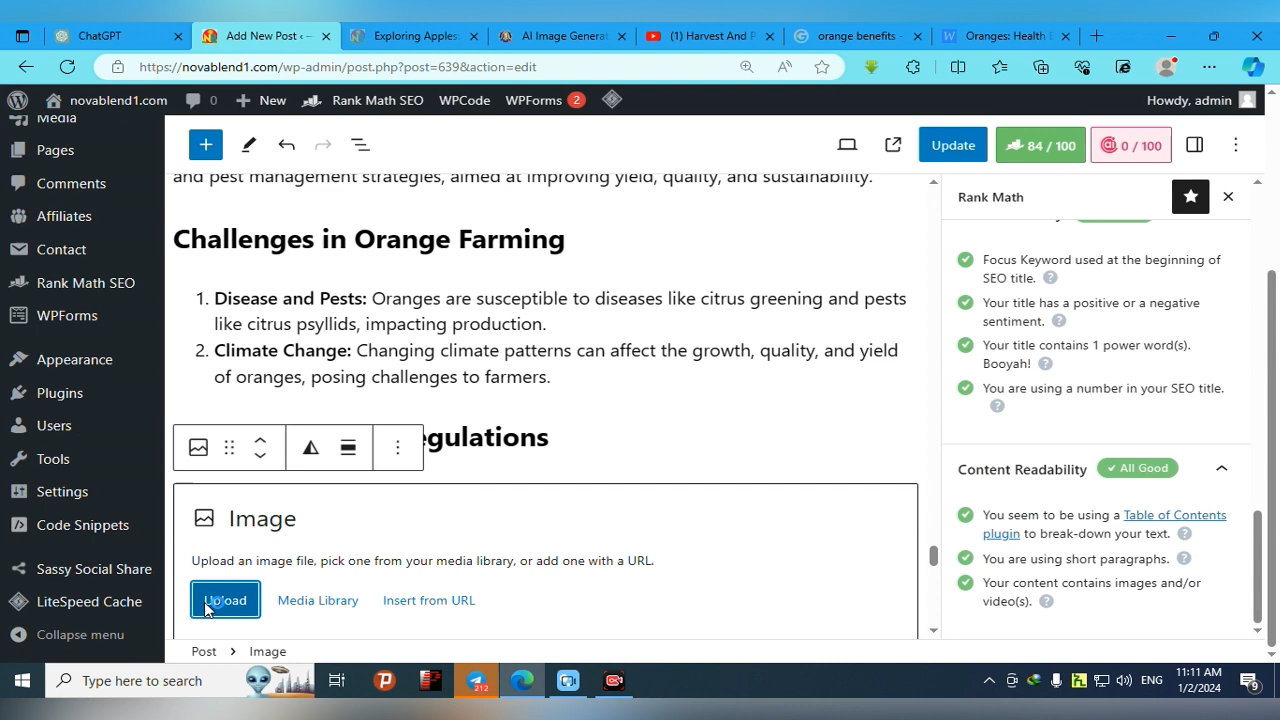 ChatGPT
Add New Post ‹
Exploring Apples:
AI Image Generat
(1) Harvest And P
orange benefits -
Oranges: Health B
https://novablend1.com/wp-admin/post.php?post=639&action=edit
novablend1.com
0
New
Rank Math SEO
WPCode
WPForms
2
Howdy, admin
Media
Pages
Comments
Affiliates
Contact
Rank Math SEO
WPForms
Appearance
Plugins
Users
Tools
Settings
Code Snippets
Sassy Social Share
LiteSpeed Cache
Collapse menu
Update
84 / 100
0 / 100
and pest management strategies, aimed at improving yield, quality, and sustainability.
Challenges in Orange Farming
1. Disease and Pests: Oranges are susceptible to diseases like citrus greening and pests
like citrus psyllids, impacting production.
2. Climate Change: Changing climate patterns can affect the growth, quality, and yield
of oranges, posing challenges to farmers.
egulations
Image
Upload an image file, pick one from your media library, or add one with a URL.
Upload
Media Library
Insert from URL
Post
Image
Rank Math
Focus Keyword used at the beginning of
SEO title.
Your title has a positive or a negative
sentiment.
Your title contains 1 power word(s).
Booyah!
You are using a number in your SEO title.
Content Readability
All Good
You seem to be using a Table of Contents
plugin to break-down your text.
You are using short paragraphs.
Your content contains images and/or
video(s).
Type here to search
212
ENG
11:11 AM
1/2/2024
9